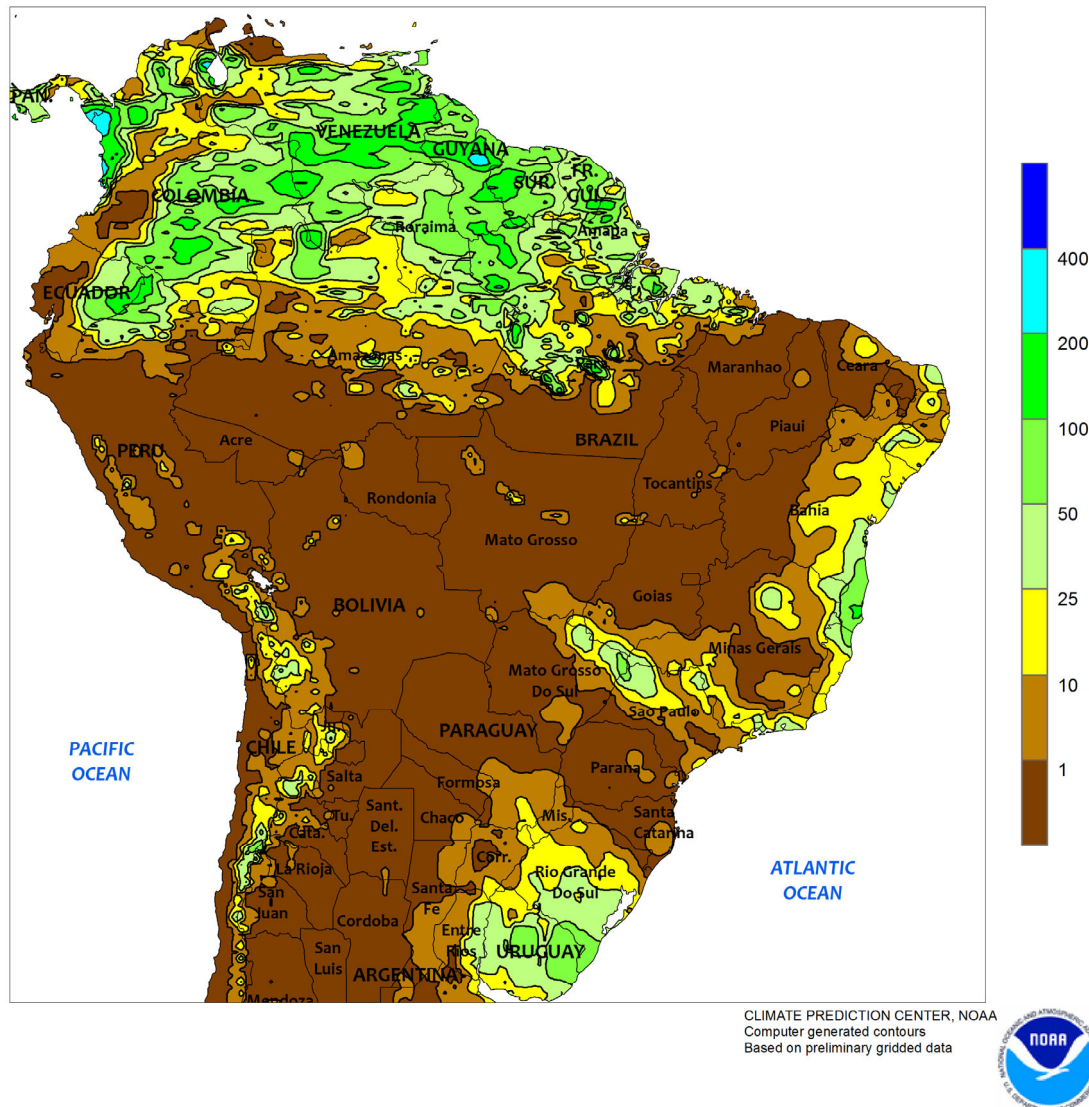 PAN.
VENEZUELA
GUYANA
FR.
SUR.
GUI.
COLOMBIA
Roraima
Amapa
ECUADOR
Amazonas
Para
Maranhao
Ceara
Piaui
Acre
BRAZIL
PERU
Tocantins
Rondonia
Bahia
Mato Grosso
Goias
BOLIVIA
Minas Gerais
Mato Grosso
Do Sul
Sao Paulo
PARAGUAY
PACIFIC
OCEAN
CHILE
Salta
Parana
Formosa
Tu.
Sant.
Del.
Est.
Chaco
Mis.
Santa
Catarina
Cata.
Corr.
La Rioja
Rio Grande
Do Sul
ATLANTIC
OCEAN
San
Juan
Santa
Fe
Cordoba
Entre
Rios
URUGUAY
San
Luis
ARGENTINA
Mendoza
400
200
100
50
25
10
1
CLIMATE PREDICTION CENTER, NOAA
Computer generated contours
Based on preliminary gridded data
NOAA